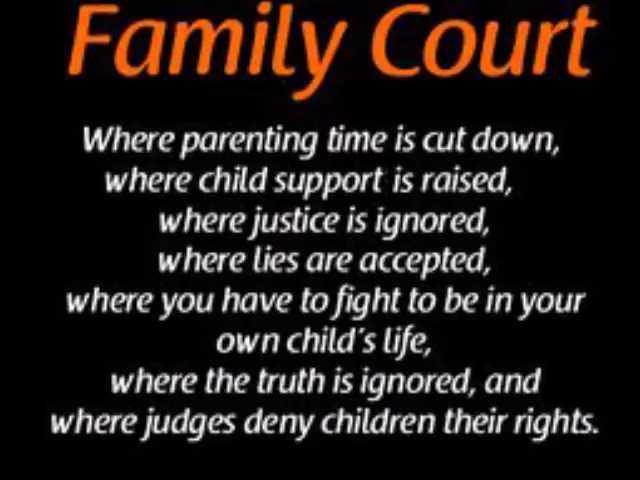 Family Court
Where parenting time is cut down,
where child support is raised,
where justice is ignored,
where lies are accepted,
where you have to fight to be in your
own child´s life,
where the truth is ignored, and
where judges deny children their rights.